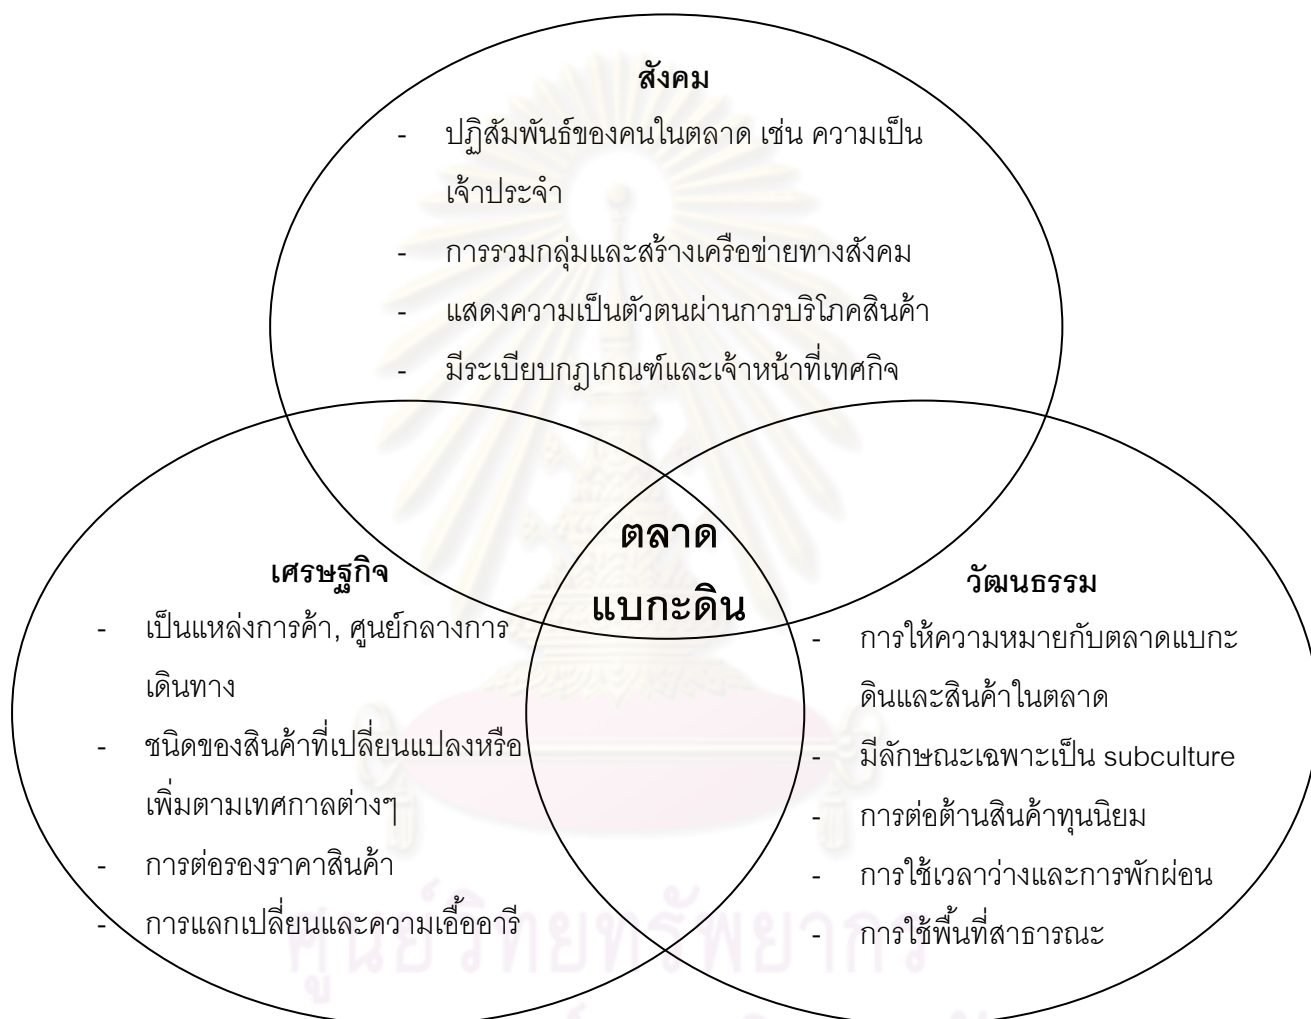 สังคม
- ปฏิสัมพันธ์ของคนในตลาด เช่น ความเป็น
เจ้าประจำ
- การรวมกลุ่มและสร้างเครือข่ายทางสังคม
- แสดงความเป็นตัวตนผ่านการบริโภคสินค้า
- มีระเบียบกฎเกณฑ์และเจ้าหน้าที่เทศกิจ
ตลาด
แบกะดิน
เศรษฐกิจ
- เป็นแหล่งการค้า, ศูนย์กลางการ
เดินทาง
- ชนิดของสินค้าที่เปลี่ยนแปลงหรือ
เพิ่มตามเทศกาลต่างๆ
- การต่อรองราคาสินค้า
- การแลกเปลี่ยนและความเอื้ออารี
วัฒนธรรม
- การให้ความหมายกับตลาดแบกะ
ดินและสินค้าในตลาด
- มีลักษณะเฉพาะเป็น subculture
- การต่อต้านสินค้าทุนนิยม
- การใช้เวลาว่างและการพักผ่อน
- การใช้พื้นที่สาธารณะ
ศูนย์วิทยทรัพยากร